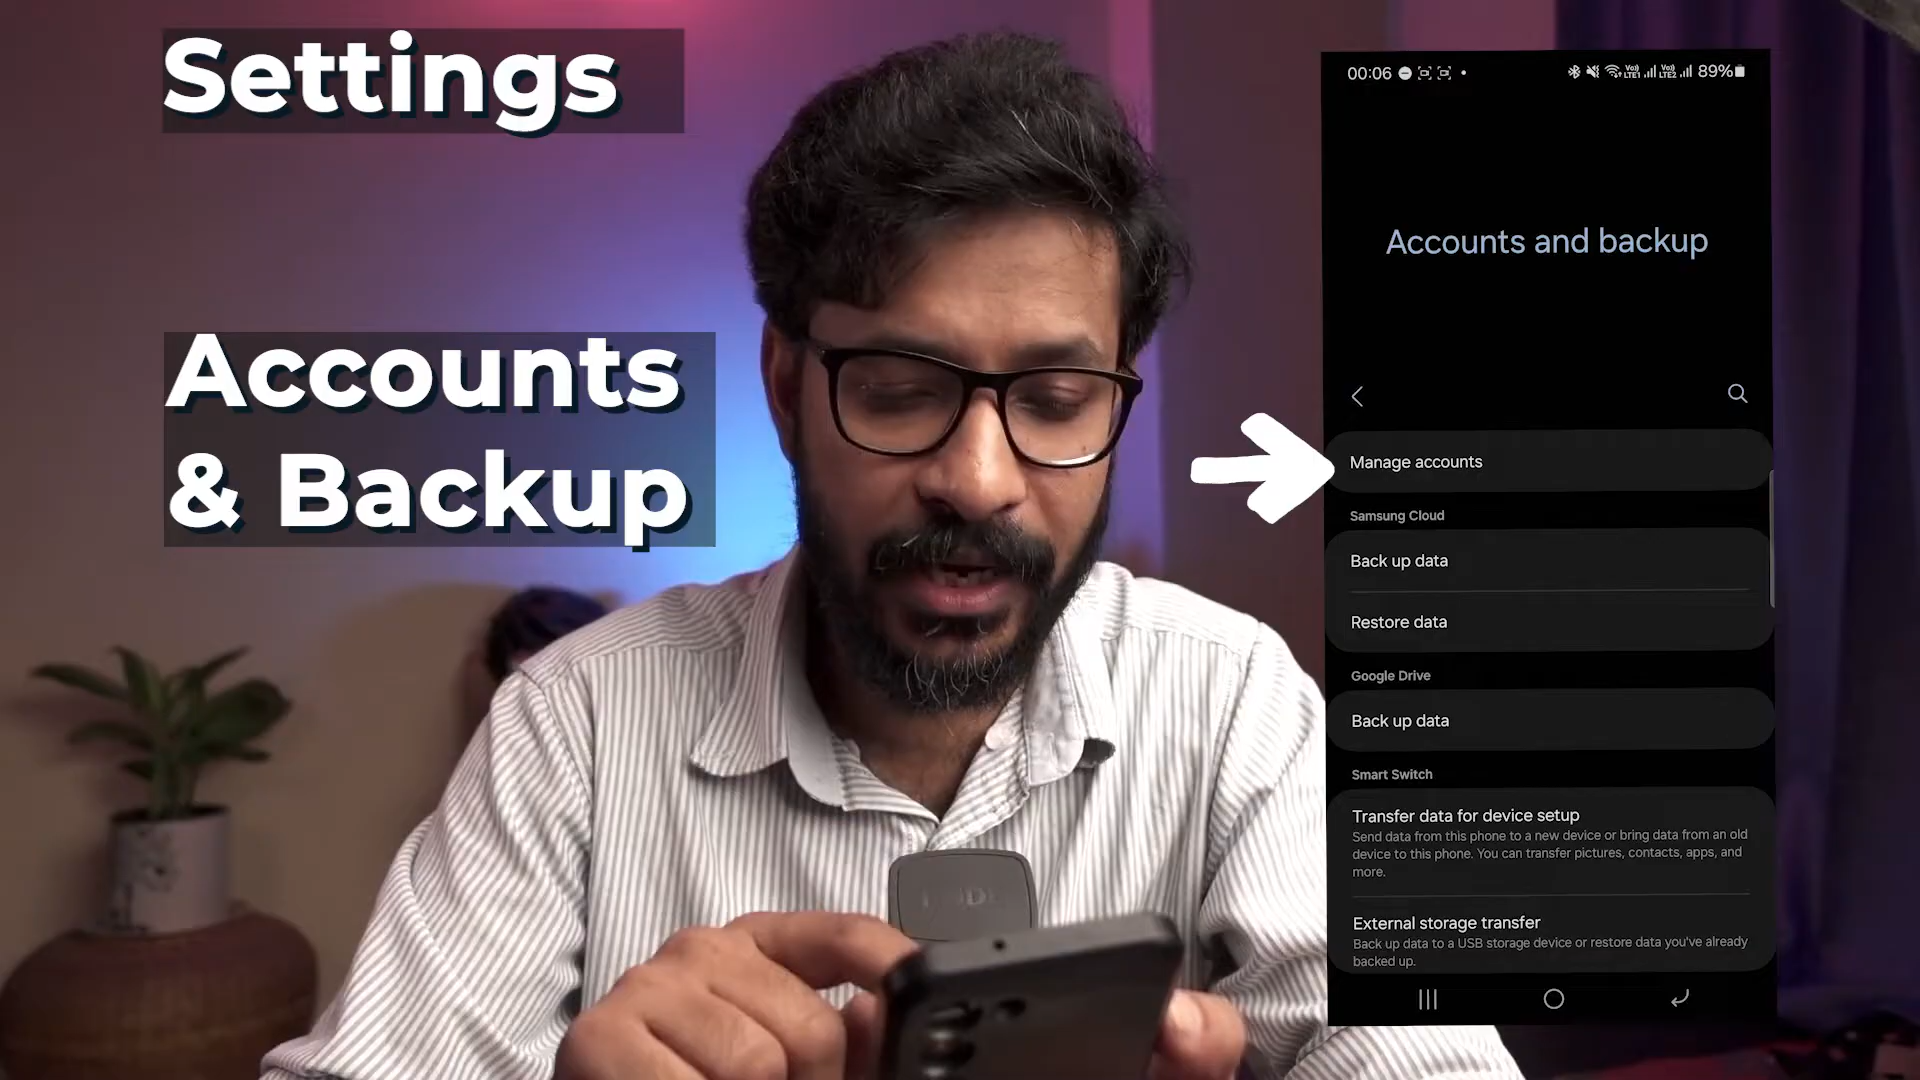 Settings
Accounts
& Backup
00:06
89%
Accounts and backup
Manage accounts
Samsung Cloud
Back up data
Restore data
Google Drive
Back up data
Smart Switch
Transfer data for device setup
Send data from this phone to a new device or bring data from an old
device to this phone. You can transfer pictures, contacts, apps, and
more.
External storage transfer
Back up data to a USB storage device or restore data you've already
backed up.